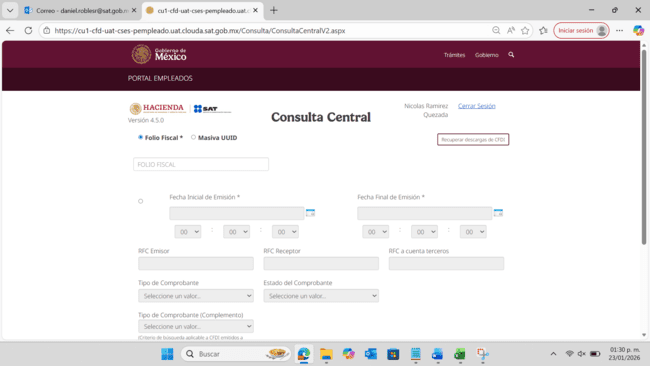 Correo - daniel.roblesr@sat.gob.m
cu1-cfd-uat-cses-pempleado.uat.c
https://cu1-cfd-uat-cses-pempleado.uat.clouda.sat.gob.mx/Consulta/ConsultaCentralV2.aspx
Iniciar sesión
Gobierno de
México
Trámites
Gobierno
PORTAL EMPLEADOS
HACIENDA
SAT
Versión 4.5.0
Consulta Central
Nicolas Ramirez
Quezada
Cerrar Sesión
Folio Fiscal *
Masiva UUID
Recuperar descargas de CFDI
FOLIO FISCAL
Fecha Inicial de Emisión *
Fecha Final de Emisión *
00 : 00 : 00
00 : 00 : 00
RFC Emisor
RFC Receptor
RFC a cuenta terceros
Tipo de Comprobante
Estado del Comprobante
Seleccione un valor...
Seleccione un valor...
Tipo de Comprobante (Complemento)
Seleccione un valor...
(Criterio de búsqueda aplicable a CFDI emitidos a
Buscar
01:30 p. m.
23/01/2026